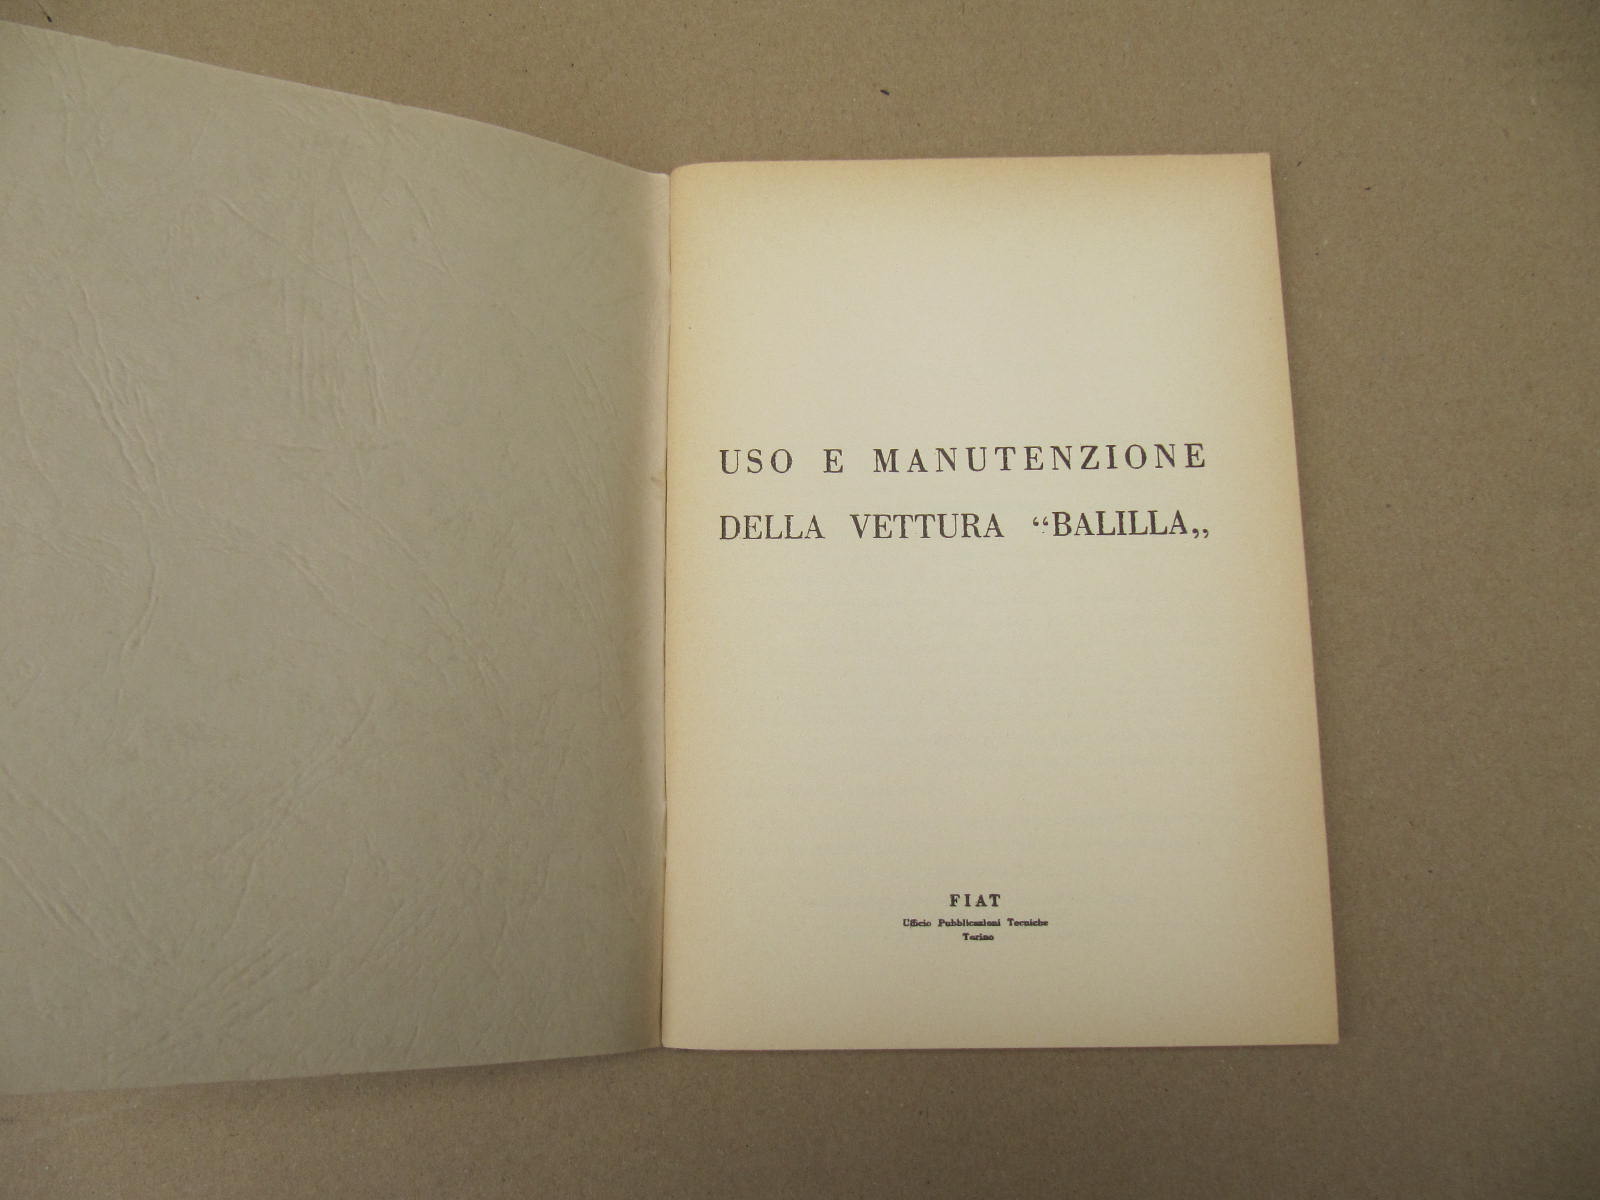 USO E MANUTENZIONE
DELLA VETTURA “BALILLA„
FIAT
Ufficio Pubblicazioni Tecniche
Torino